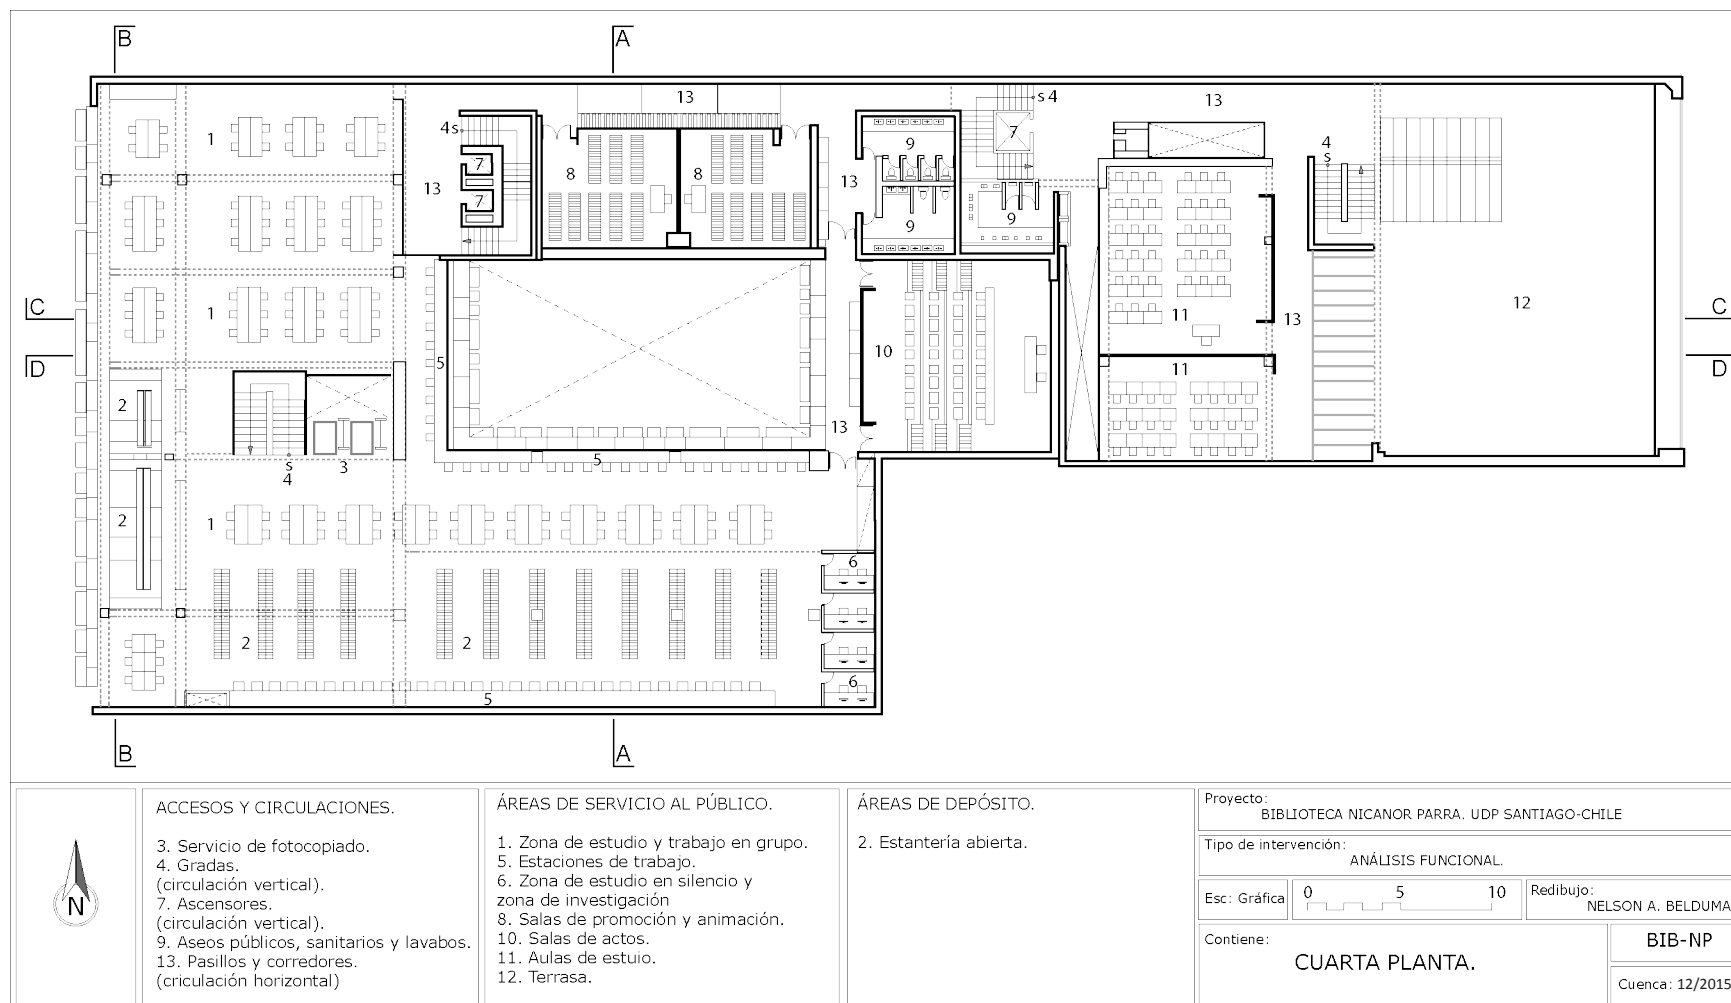 B
A
13
s 4
13
1
4s
7
7
9
4
s
7
13
8
8
13
9
9
9
1
C
C
12
11
13
5
10
D
D
11
2
13
3
s
4
5
2
1
6
2
2
6
5
B
A
N
ACCESOS Y CIRCULACIONES.
3. Servicio de fotocopiado.
4. Gradas.
(circulación vertical).
7. Ascensores.
(circulación vertical).
9. Aseos públicos, sanitarios y lavabos.
13. Pasillos y corredores.
(criculación horizontal)
ÁREAS DE SERVICIO AL PÚBLICO.
1. Zona de estudio y trabajo en grupo.
5. Estaciones de trabajo.
6. Zona de estudio en silencio y
zona de investigación
8. Salas de promoción y animación.
10. Salas de actos.
11. Aulas de estuio.
12. Terrasa.
ÁREAS DE DEPÓSITO.
2. Estantería abierta.
Proyecto:
BIBLIOTECA NICANOR PARRA. UDP SANTIAGO-CHILE
Tipo de intervención:
ANÁLISIS FUNCIONAL.
Esc: Gráfica
0 5 10
Redibujo:
NELSON A. BELDUMA
Contiene:
CUARTA PLANTA.
BIB-NP
Cuenca: 12/2015